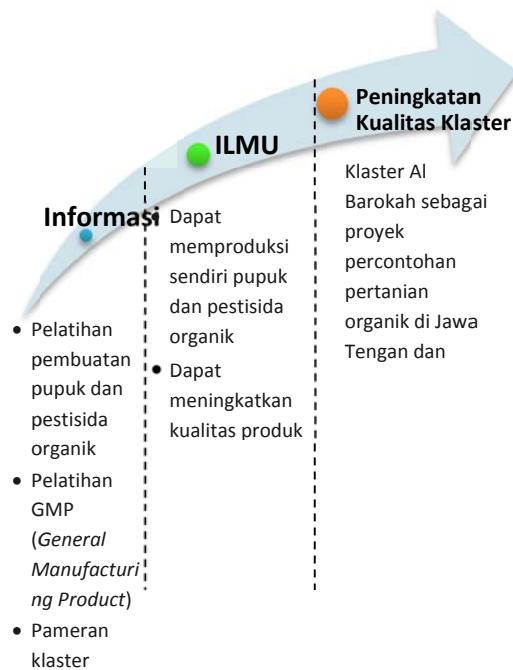 Informasi
• Pelatihan
pembuatan
pupuk dan
pestisida
organik
• Pelatihan
GMP
(General
Manufacturi
ng Product)
• Pameran
klaster
ILMU
• Dapat
memproduksi
sendiri pupuk
dan pestisida
organik
• Dapat
meningkatkan
kualitas produk
Peningkatan
Kualitas Klaster
Klaster Al
Barokah sebagai
proyek
percontohan
pertanian
organik di Jawa
Tengan dan